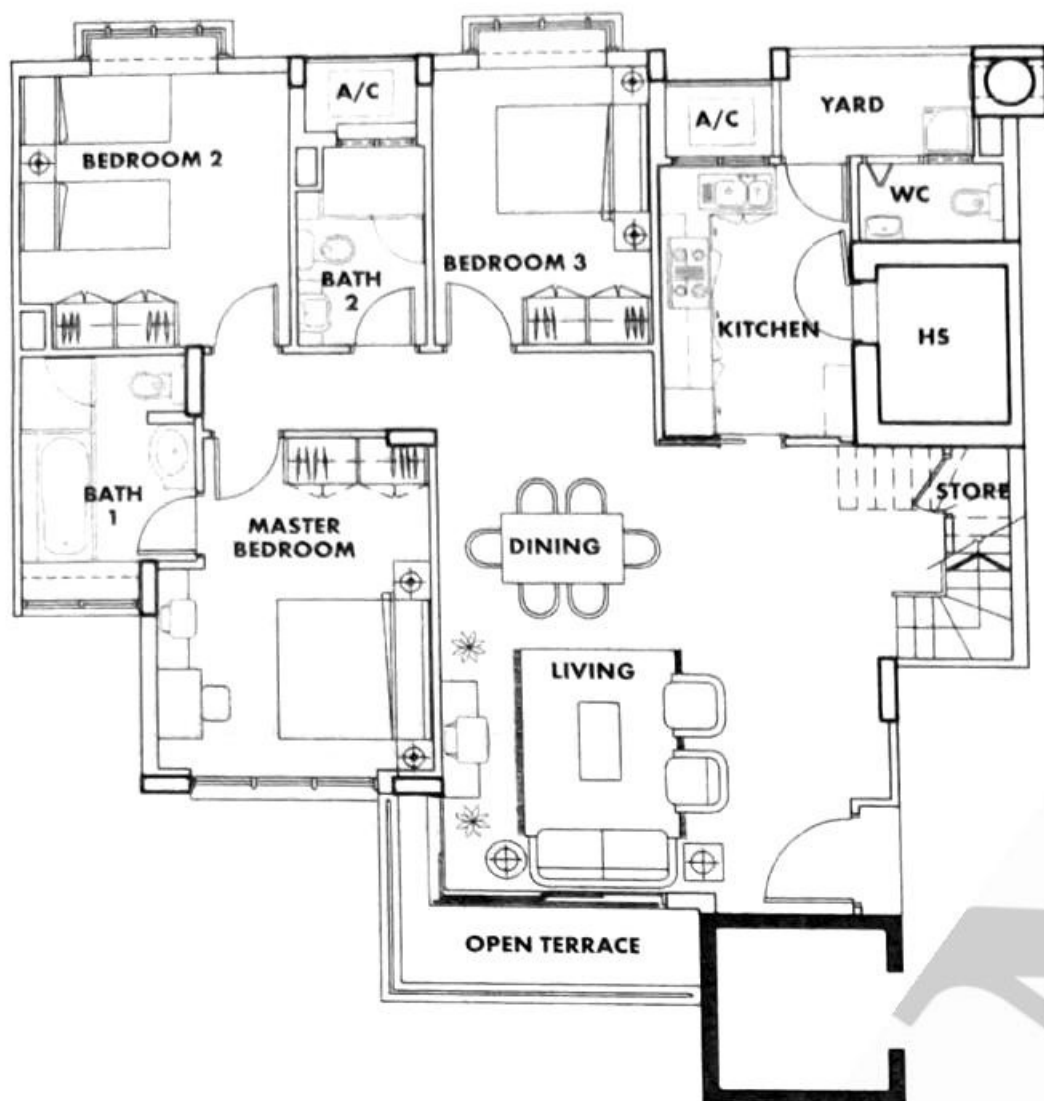 A/C
YARD
A/C
BEDROOM 2
WC
BEDROOM 3
BATH
2
KITCHEN
HS
BATH
1
STORE
MASTER
BEDROOM
DINING
LIVING
OPEN TERRACE